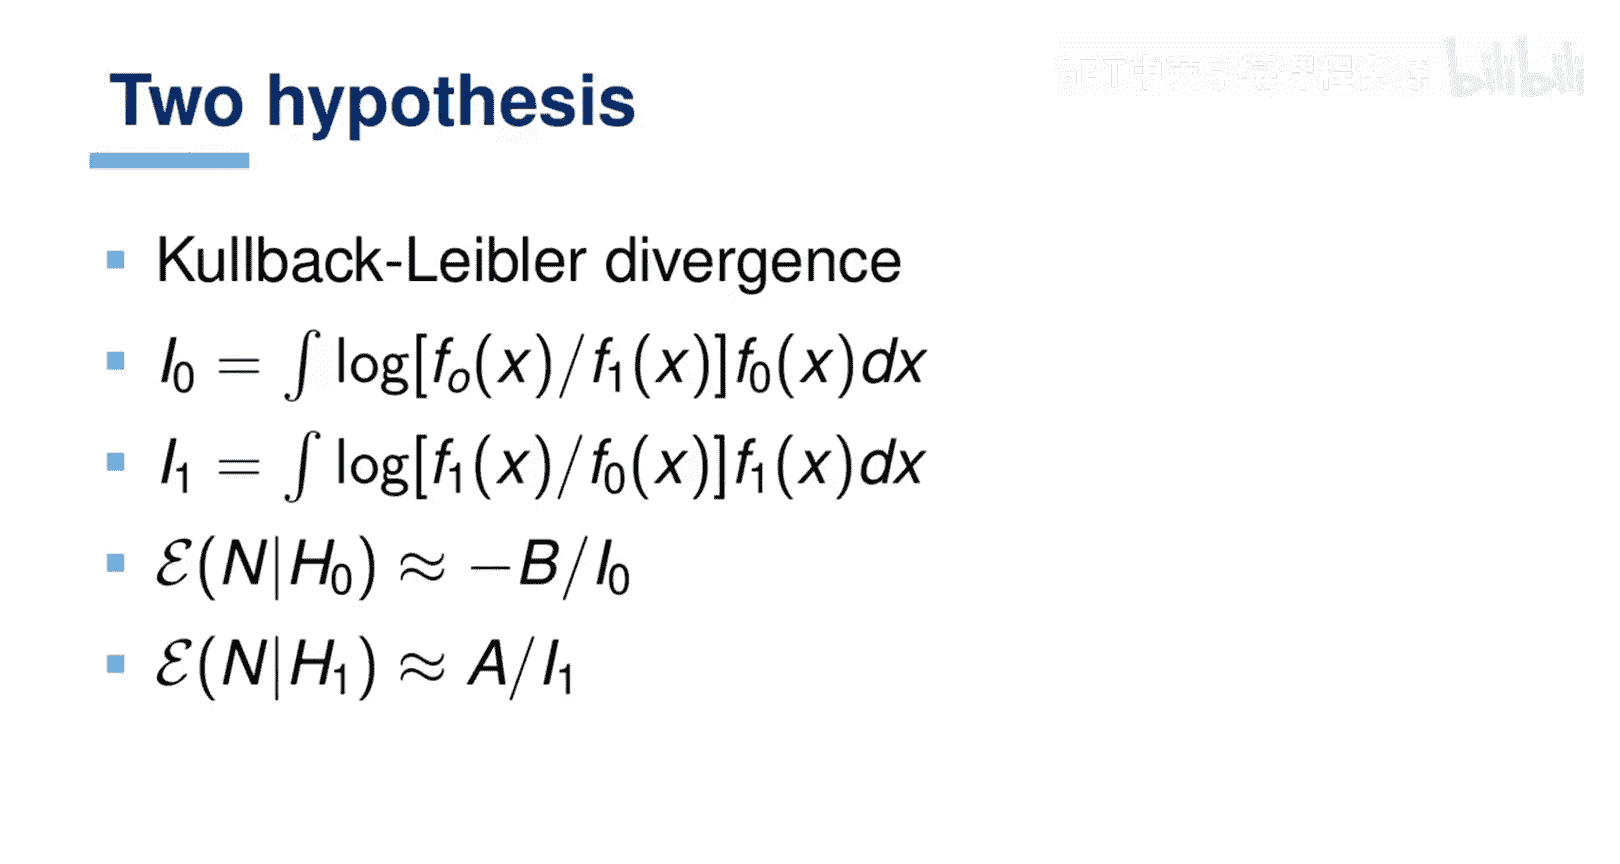 Two hypothesis
bilibili
Kullback-Leibler divergence
I₀ = ∫ log[fₒ(x)/f₁(x)]f₀(x)dx
I₁ = ∫ log[f₁(x)/f₀(x)]f₁(x)dx
ℰ(N|H₀) ≈ −B/I₀
ℰ(N|H₁) ≈ A/I₁